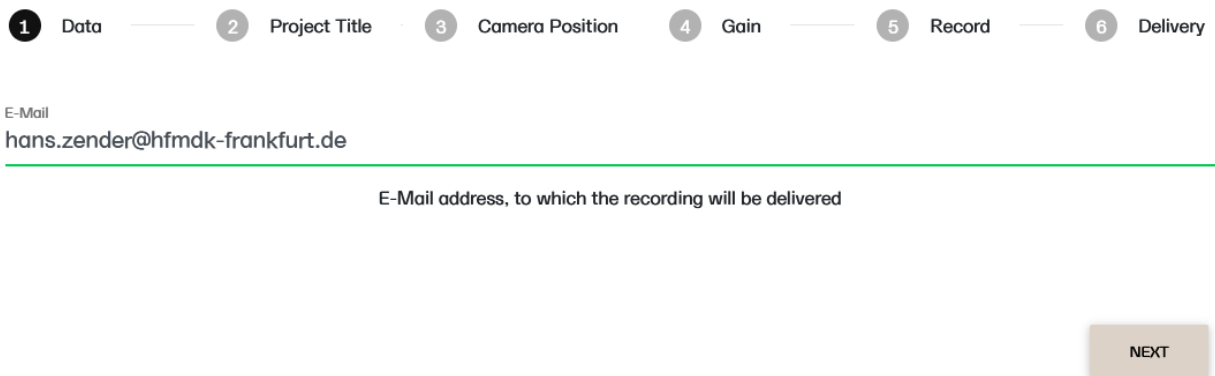 1 Data 2 Project Title 3 Camera Position 4 Gain 5 Record 6 Delivery
E-Mail
hans.zender@hfmdk-frankfurt.de
E-Mail address, to which the recording will be delivered
NEXT